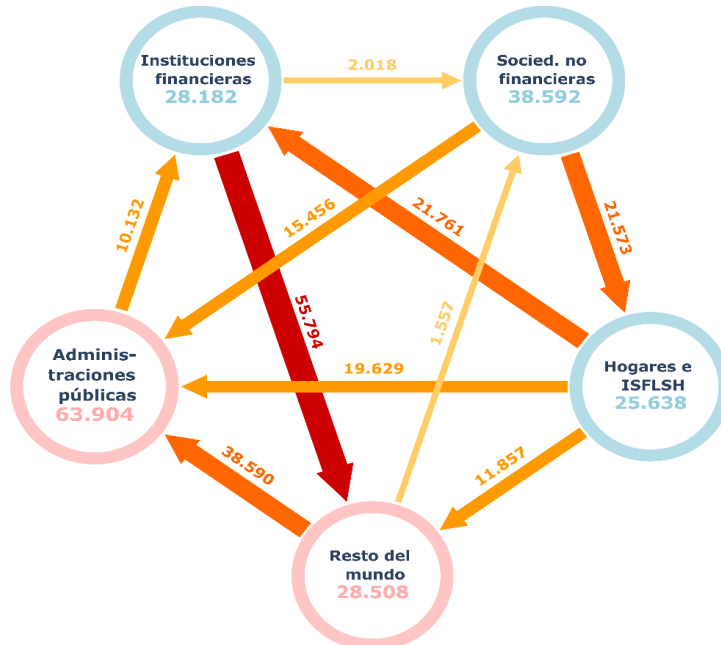 Instituciones
financieras
28.182
2.018
Socied. no
financieras
38.592
10.132
15.456
21.761
21.573
55.794
1.557
Adminis-
traciones
públicas
63.904
19.629
Hogares e
ISFLSH
25.638
38.590
11.857
Resto del
mundo
28.508